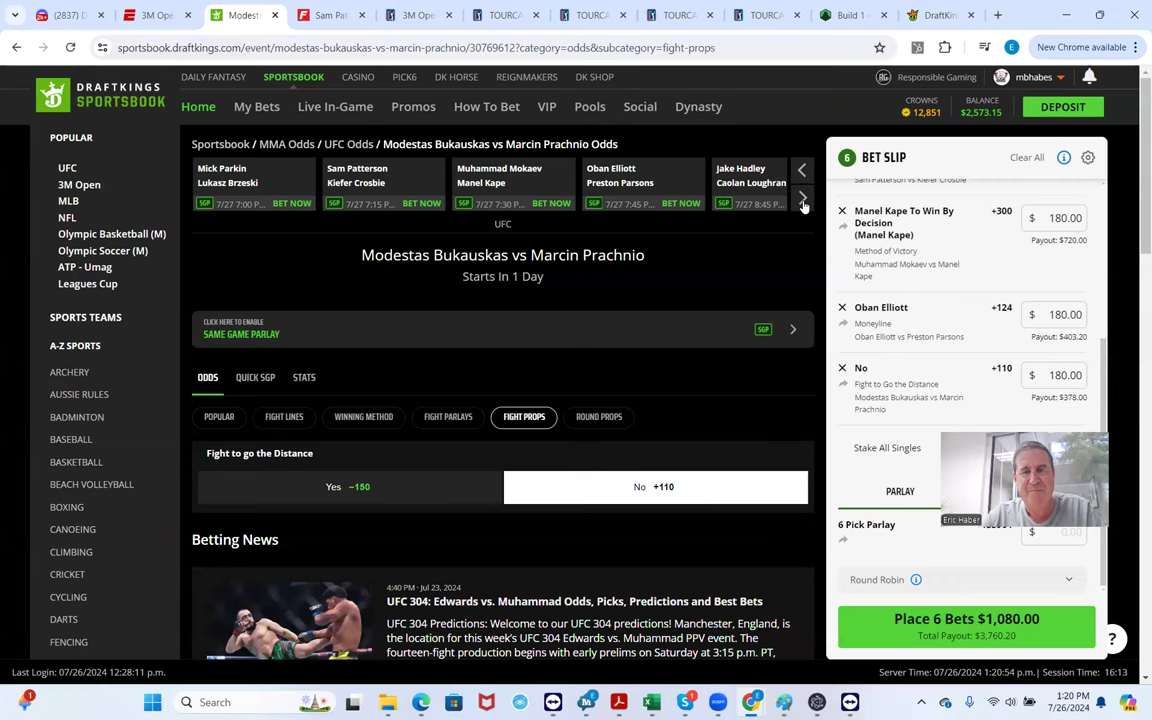 (2837) D
3M Ope
Modest
Sam Pat
3M Ope
TOURCA
TOURCA
TOURCA
TOURCA
Build 1 -
DraftKin
sportsbook.draftkings.com/event/modestas-bukauskas-vs-marcin-prachnio/30769612?category=odds&subcategory=fight-props
E
New Chrome available
DRAFTKINGS
SPORTSBOOK
DAILY FANTASY SPORTSBOOK CASINO PICK6 DK HORSE REIGNMAKERS DK SHOP
RG Responsible Gaming mbhabes
Home My Bets Live In-Game Promos How To Bet VIP Pools Social Dynasty
CROWNS
12,851
BALANCE
$2,573.15
DEPOSIT
POPULAR
UFC
3M Open
MLB
NFL
Olympic Basketball (M)
Olympic Soccer (M)
ATP - Umag
Leagues Cup
SPORTS TEAMS
A-Z SPORTS
ARCHERY
AUSSIE RULES
BADMINTON
BASEBALL
BASKETBALL
BEACH VOLLEYBALL
BOXING
CANOEING
CLIMBING
CRICKET
CYCLING
DARTS
FENCING
Sportsbook / MMA Odds / UFC Odds / Modestas Bukauskas vs Marcin Prachnio Odds
Mick Parkin
Lukasz Brzeski
SGP 7/27 7:00 P... BET NOW
Sam Patterson
Kiefer Crosbie
SGP 7/27 7:15 P... BET NOW
Muhammad Mokaev
Manel Kape
SGP 7/27 7:30 P... BET NOW
Oban Elliott
Preston Parsons
SGP 7/27 7:45 P... BET NOW
Jake Hadley
Caolan Loughran
SGP 7/27 8:45 P... BET NOW
UFC
Modestas Bukauskas vs Marcin Prachnio
Starts In 1 Day
CLICK HERE TO ENABLE
SAME GAME PARLAY
SGP
ODDS QUICK SGP STATS
POPULAR FIGHT LINES WINNING METHOD FIGHT PARLAYS FIGHT PROPS ROUND PROPS
Fight to go the Distance
Yes −150 No +110
Betting News
4:40 PM · Jul 23, 2024
UFC 304: Edwards vs. Muhammad Odds, Picks, Predictions and Best Bets
UFC 304 Predictions: Welcome to our UFC 304 predictions! Manchester, England, is
the location for this week's UFC 304 Edwards vs. Muhammad PPV event. The
fourteen-fight production begins with early prelims on Saturday at 3:15 p.m. PT,
6 BET SLIP Clear All
Sam Patterson vs Kiefer Crosbie
Manel Kape To Win By
Decision
(Manel Kape)
+300
$ 180.00
Payout: $720.00
Method of Victory
Muhammad Mokaev vs Manel
Kape
Oban Elliott +124
$ 180.00
Moneyline
Oban Elliott vs Preston Parsons
Payout: $403.20
No +110
$ 180.00
Fight to Go the Distance
Modestas Bukauskas vs Marcin
Prachnio
Payout: $378.00
Stake All Singles
PARLAY
Eric Haber
6 Pick Parlay
$ 0.00
Round Robin
Place 6 Bets $1,080.00
Total Payout: $3,760.20
?
Last Login: 07/26/2024 12:28:11 p.m.
Server Time: 07/26/2024 1:20:54 p.m. | Session Time: 16:13
1
Search
1:20 PM
7/26/2024